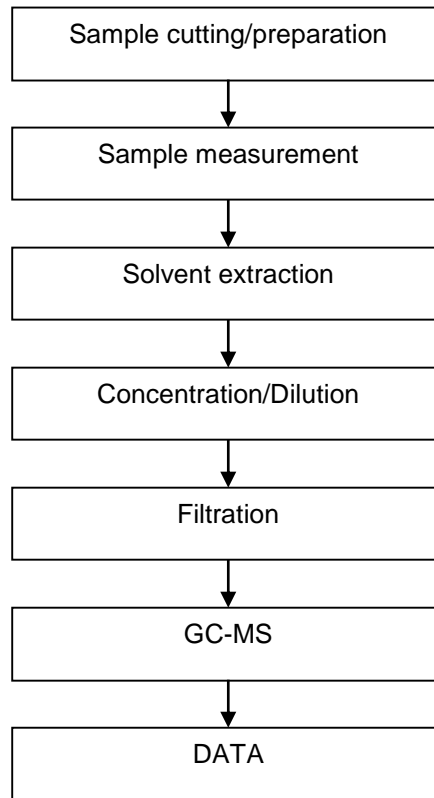 Sample cutting/preparation
Sample measurement
Solvent extraction
Concentration/Dilution
Filtration
GC-MS
DATA